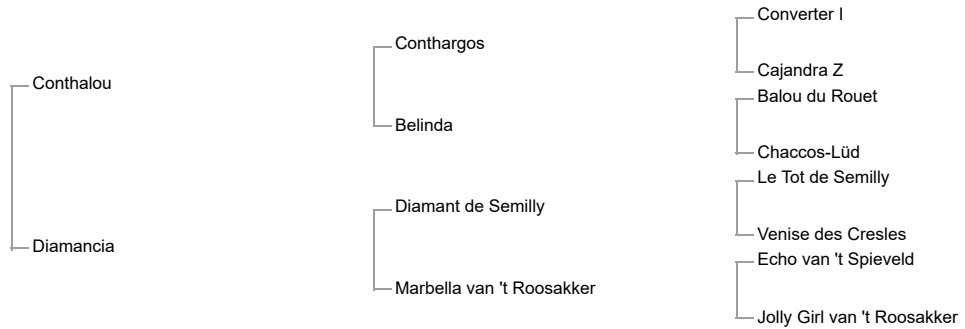 Converter I
Conthargos
Cajandra Z
Conthalou
Balou du Rouet
Belinda
Chaccos-Lüd
Le Tot de Semilly
Diamant de Semilly
Venise des Cresles
Diamancia
Echo van 't Spieveld
Marbella van 't Roosakker
Jolly Girl van 't Roosakker